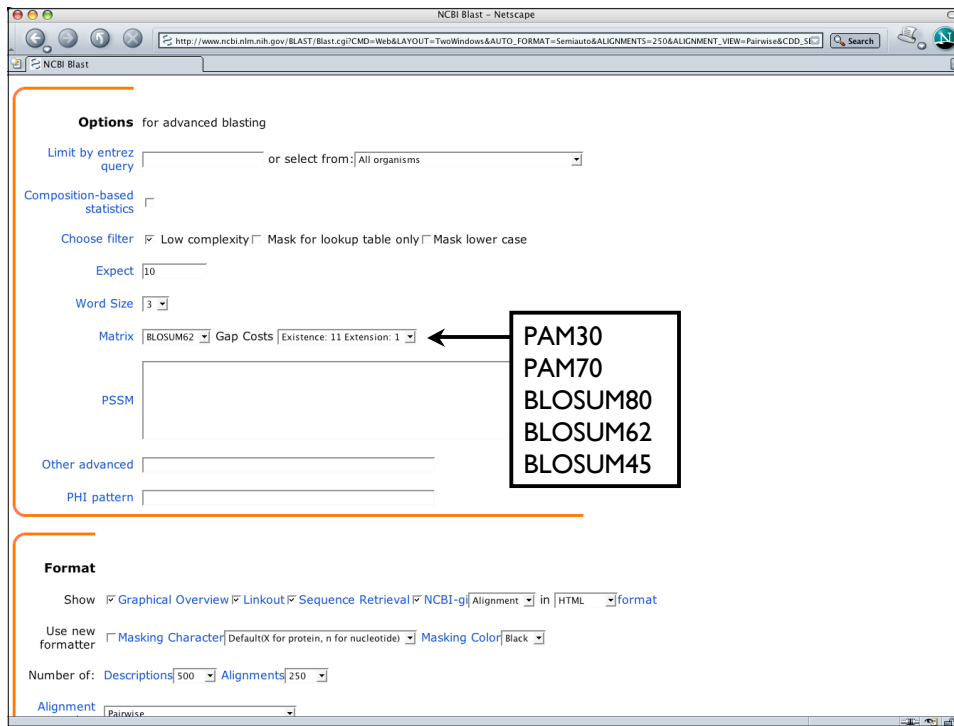 NCBI Blast – Netscape
http://www.ncbi.nlm.nih.gov/BLAST/Blast.cgi?CMD=Web&LAYOUT=TwoWindows&AUTO_FORMAT=Semiauto&ALIGNMENTS=250&ALIGNMENT_VIEW=Pairwise&CDD_SE Search
NCBI Blast
Options for advanced blasting
Limit by entrez query or select from: All organisms
Composition-based statistics
Choose filter Low complexity Mask for lookup table only Mask lower case
Expect 10
Word Size 3
Matrix BLOSUM62 Gap Costs Existence: 11 Extension: 1
PAM30
PAM70
BLOSUM80
BLOSUM62
BLOSUM45
PSSM
Other advanced
PHI pattern
Format
Show Graphical Overview Linkout Sequence Retrieval NCBI-gi Alignment in HTML format
Use new formatter Masking Character Default(X for protein, n for nucleotide) Masking Color Black
Number of: Descriptions 500 Alignments 250
Alignment Pairwise